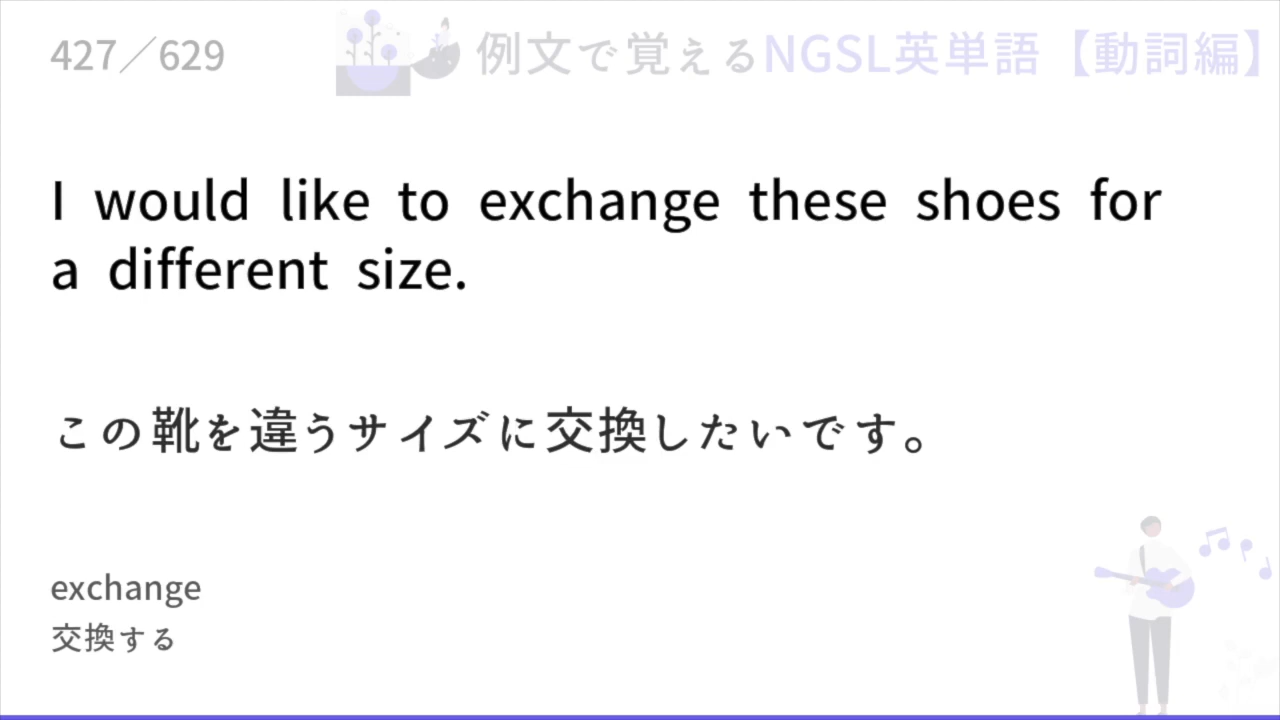 427／629
例文で覚えるNGSL英単語【動詞編】
I would like to exchange these shoes for
a different size.
この靴を違うサイズに交換したいです。
exchange
交換する